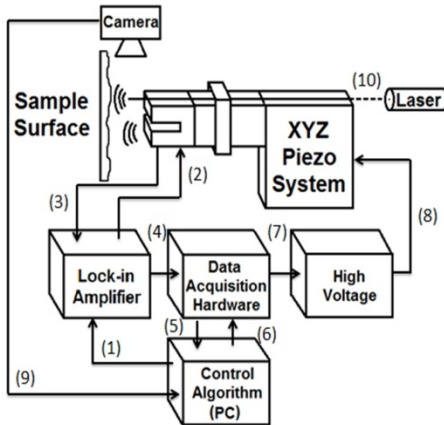 Camera
(10)
Laser
Sample
Surface
XYZ
Piezo
System
(2)
(3)
(8)
(4)
(7)
Lock-in
Amplifier
Data
Acquisition
Hardware
High
Voltage
(5)
(6)
(1)
(9)
Control
Algorithm
(PC)